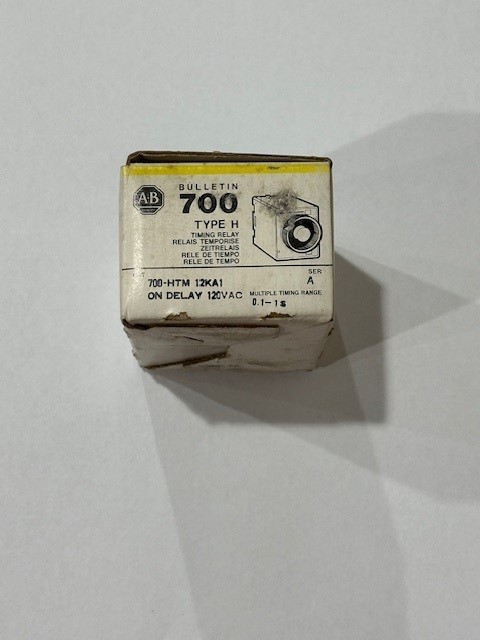 A-B
BULLETIN
700
TYPE H
TIMING RELAY
RELAIS TEMPORISE
ZEITRELAIS
RELE DE TIEMPO
RELE DE TEMPO
CAT SER
700-HTM 12KA1 A
ON DELAY 120VAC MULTIPLE TIMING RANGE
0.1-1s